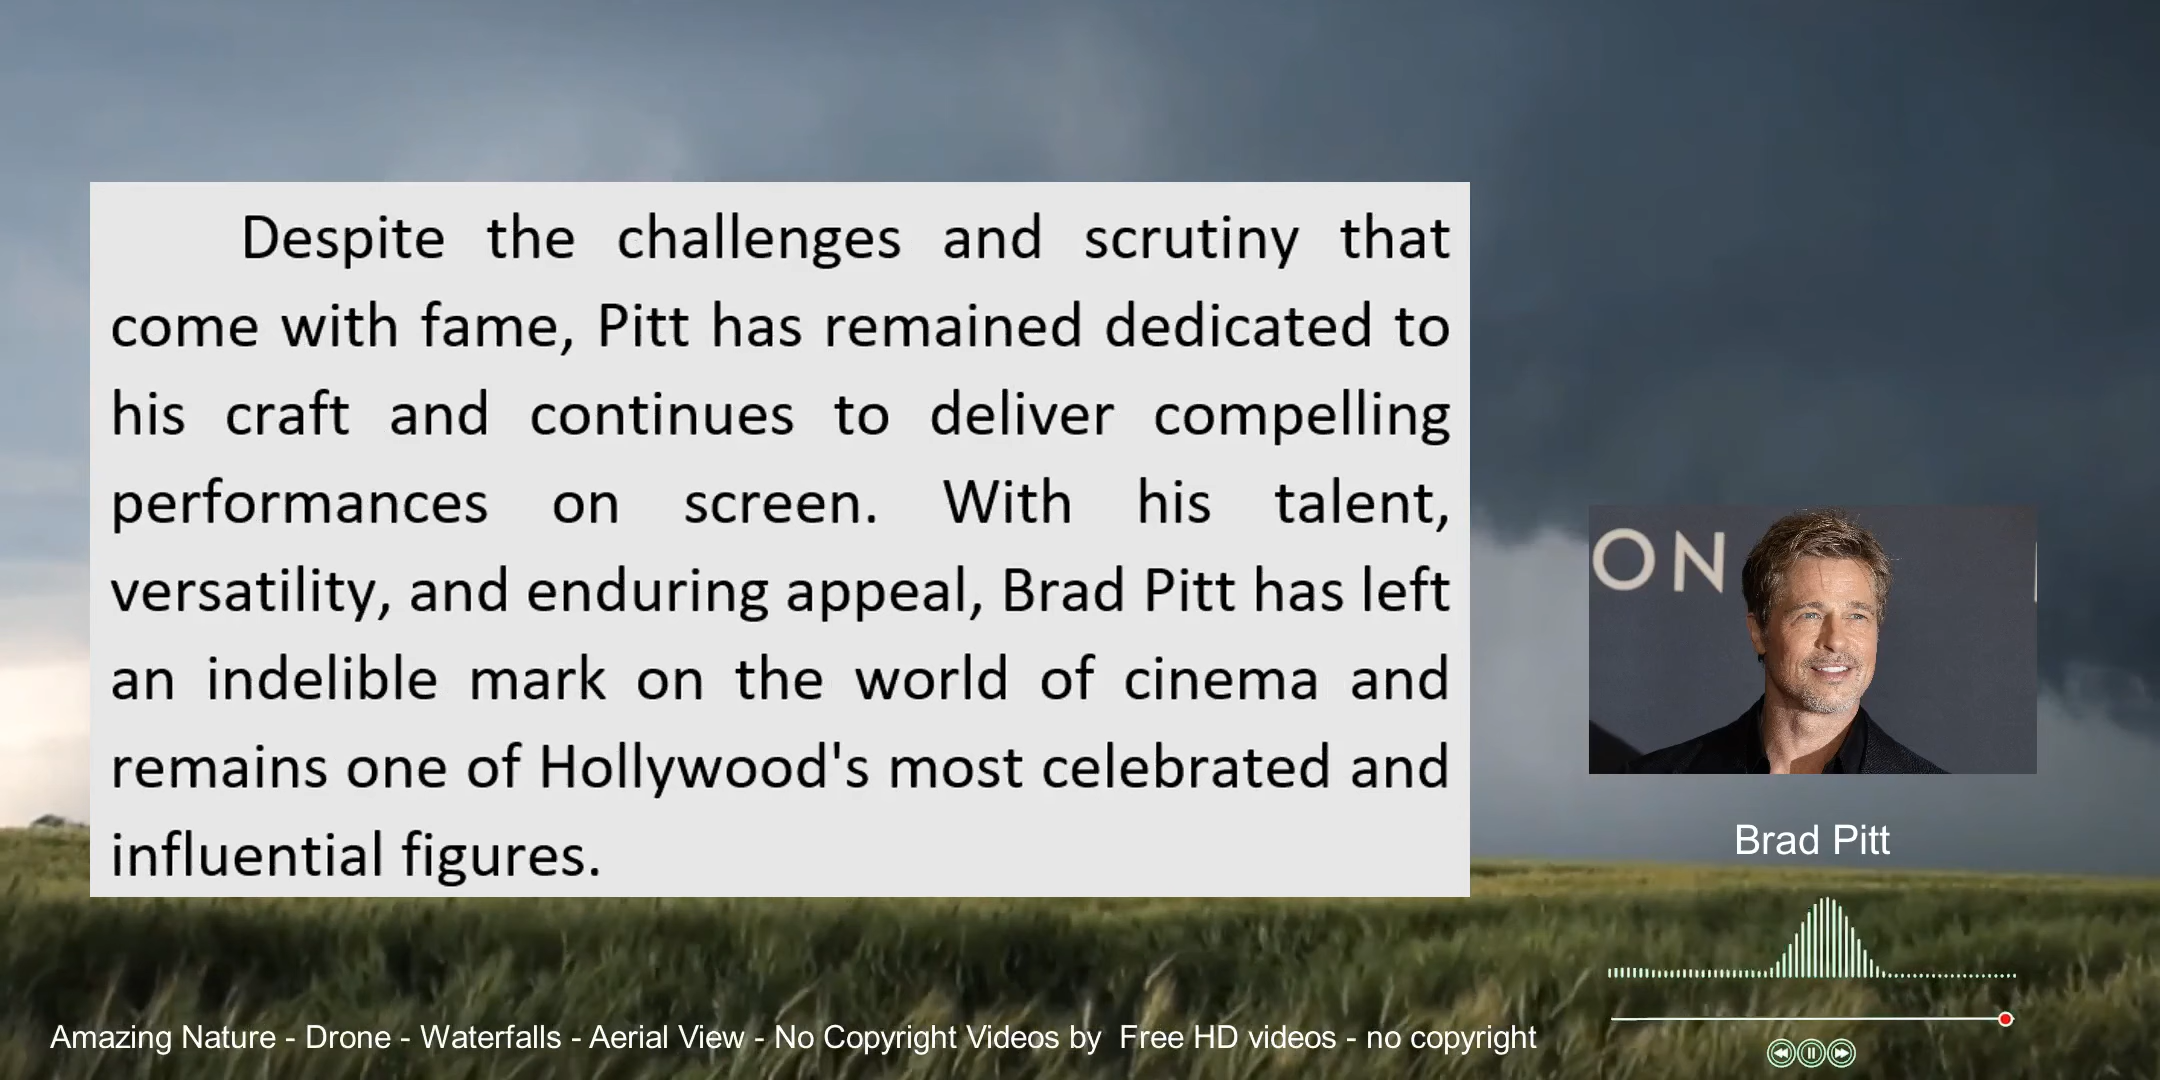 Despite the challenges and scrutiny that
come with fame, Pitt has remained dedicated to
his craft and continues to deliver compelling
performances on screen. With his talent,
versatility, and enduring appeal, Brad Pitt has left
an indelible mark on the world of cinema and
remains one of Hollywood's most celebrated and
influential figures.
ON
Brad Pitt
Amazing Nature - Drone - Waterfalls - Aerial View - No Copyright Videos by  Free HD videos - no copyright